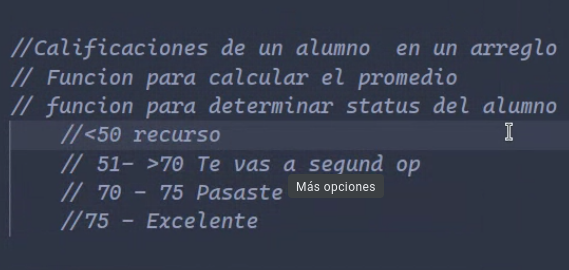 //Calificaciones de un alumno  en un arreglo
// Funcion para calcular el promedio
// funcion para determinar status del alumno
//<50 recurso
// 51- >70 Te vas a segund op
// 70 - 75 Pasaste
Más opciones
//75 - Excelente